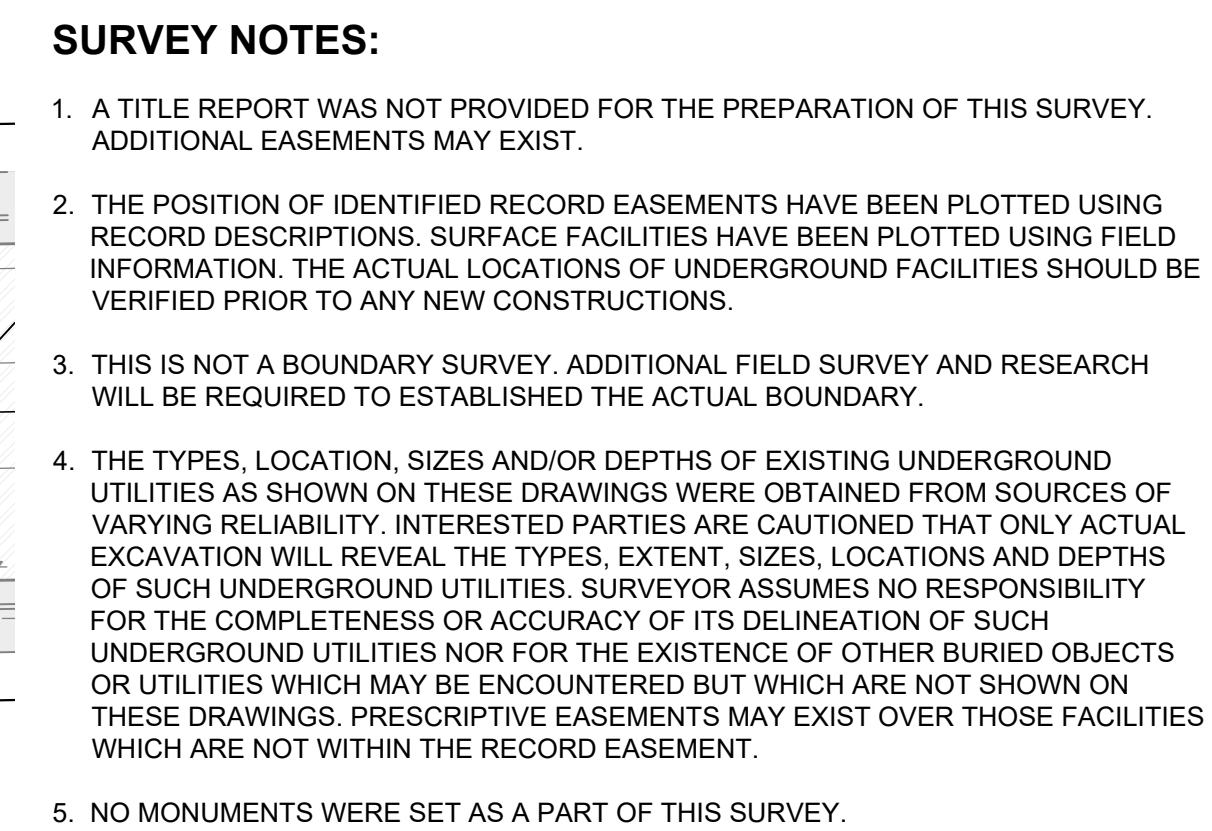 SURVEY NOTES:
1. A TITLE REPORT WAS NOT PROVIDED FOR THE PREPARATION OF THIS SURVEY.
ADDITIONAL EASEMENTS MAY EXIST.
2. THE POSITION OF IDENTIFIED RECORD EASEMENTS HAVE BEEN PLOTTED USING
RECORD DESCRIPTIONS. SURFACE FACILITIES HAVE BEEN PLOTTED USING FIELD
INFORMATION. THE ACTUAL LOCATIONS OF UNDERGROUND FACILITIES SHOULD BE
VERIFIED PRIOR TO ANY NEW CONSTRUCTIONS.
3. THIS IS NOT A BOUNDARY SURVEY. ADDITIONAL FIELD SURVEY AND RESEARCH
WILL BE REQUIRED TO ESTABLISHED THE ACTUAL BOUNDARY.
4. THE TYPES, LOCATION, SIZES AND/OR DEPTHS OF EXISTING UNDERGROUND
UTILITIES AS SHOWN ON THESE DRAWINGS WERE OBTAINED FROM SOURCES OF
VARYING RELIABILITY. INTERESTED PARTIES ARE CAUTIONED THAT ONLY ACTUAL
EXCAVATION WILL REVEAL THE TYPES, EXTENT, SIZES, LOCATIONS AND DEPTHS
OF SUCH UNDERGROUND UTILITIES. SURVEYOR ASSUMES NO RESPONSIBILITY
FOR THE COMPLETENESS OR ACCURACY OF ITS DELINEATION OF SUCH
UNDERGROUND UTILITIES NOR FOR THE EXISTENCE OF OTHER BURIED OBJECTS
OR UTILITIES WHICH MAY BE ENCOUNTERED BUT WHICH ARE NOT SHOWN ON
THESE DRAWINGS. PRESCRIPTIVE EASEMENTS MAY EXIST OVER THOSE FACILITIES
WHICH ARE NOT WITHIN THE RECORD EASEMENT.
5. NO MONUMENTS WERE SET AS A PART OF THIS SURVEY.